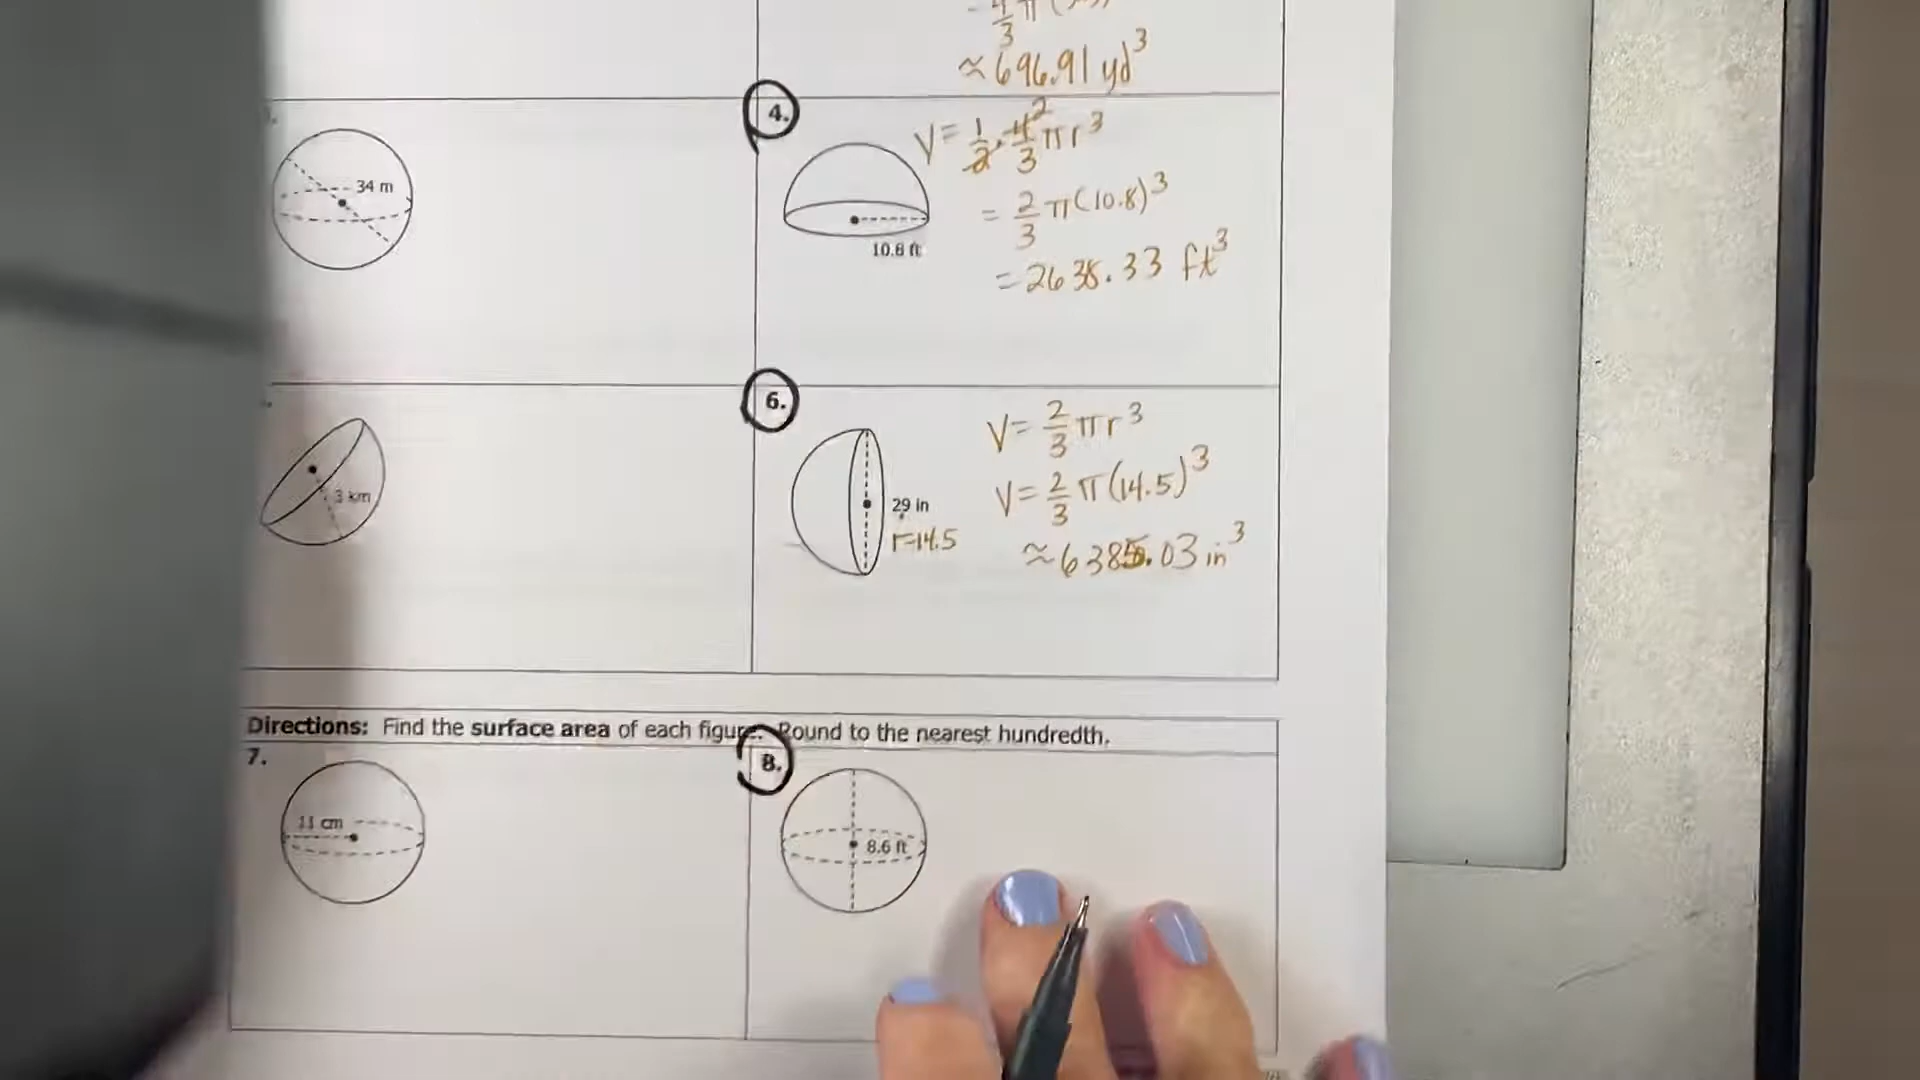 ≈ 696.91 yd³
34 m
4.
V = 1/2 · 4/3 2 πr³
= 2/3 π(10.8)³
10.8 ft
= 2638.33 ft³
3 km
6.
V = 2/3 πr³
V = 2/3 π(14.5)³
29 in
r=14.5
≈ 6385.03 in³
Directions: Find the surface area of each figure. Round to the nearest hundredth.
7.
11 cm
8.
8.6 ft